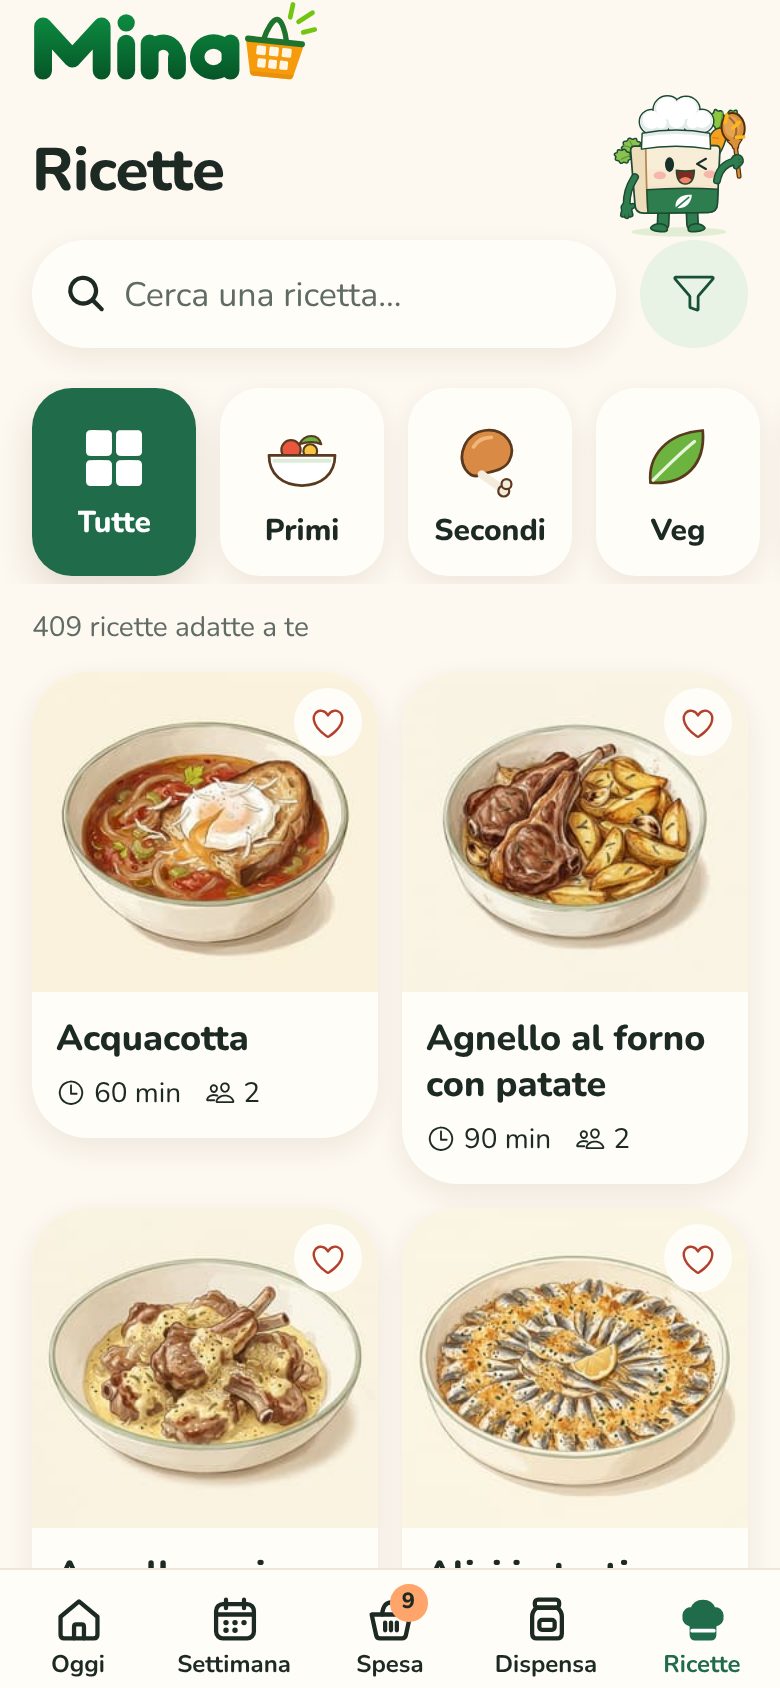 Mina
Ricette
Cerca una ricetta...
Tutte
Primi
Secondi
Veg
409 ricette adatte a te
Acquacotta
60 min 2
Agnello al forno
con patate
90 min 2
9
Oggi
Settimana
Spesa
Dispensa
Ricette